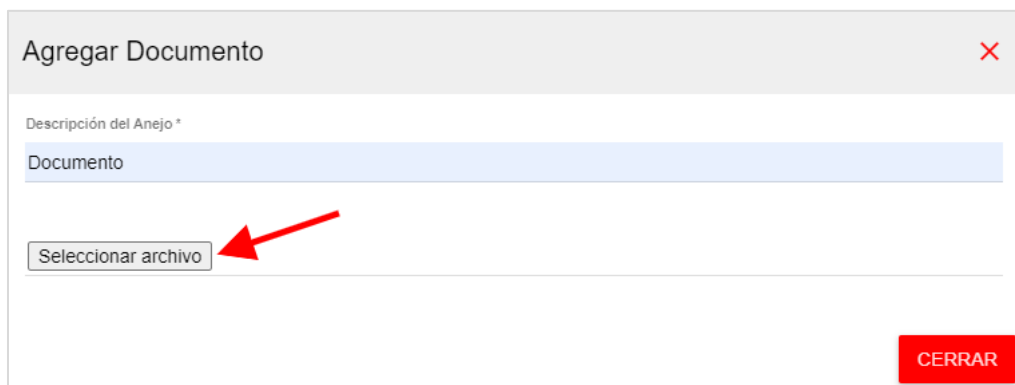 Agregar Documento
Descripción del Anejo *
Documento
Seleccionar archivo
CERRAR